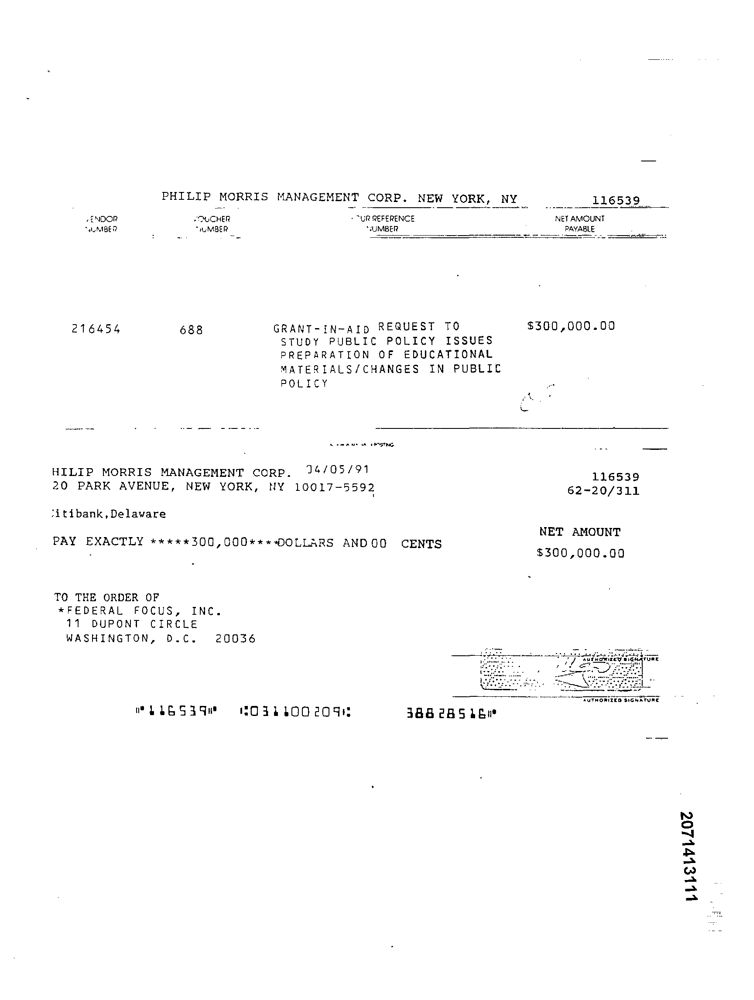 PHILIP MORRIS MANAGEMENT CORP. NEW YORK, NY 116539
ENDOR OUCHER UR REFERENCE NET AMOUNT
UMBER UMBER UMBER PAYABLE
216454 688 GRANT-IN-AID REQUEST TO $300,000.00
STUDY PUBLIC POLICY ISSUES
PREPARATION OF EDUCATIONAL
MATERIALS/CHANGES IN PUBLIC
POLICY
HILIP MORRIS MANAGEMENT CORP. 04/05/91 116539
20 PARK AVENUE, NEW YORK, NY 10017-5592 62-20/311
itibank,Delaware
NET AMOUNT
PAY EXACTLY *****300,000****DOLLARS AND 00 CENTS
$300,000.00
TO THE ORDER OF
*FEDERAL FOCUS, INC.
11 DUPONT CIRCLE
WASHINGTON, D.C. 20036
AUTHORIZED SIGNATURE
AUTHORIZED SIGNATURE
⑈116539⑈ ⑆031100209⑆ 38828516⑈
2071413111